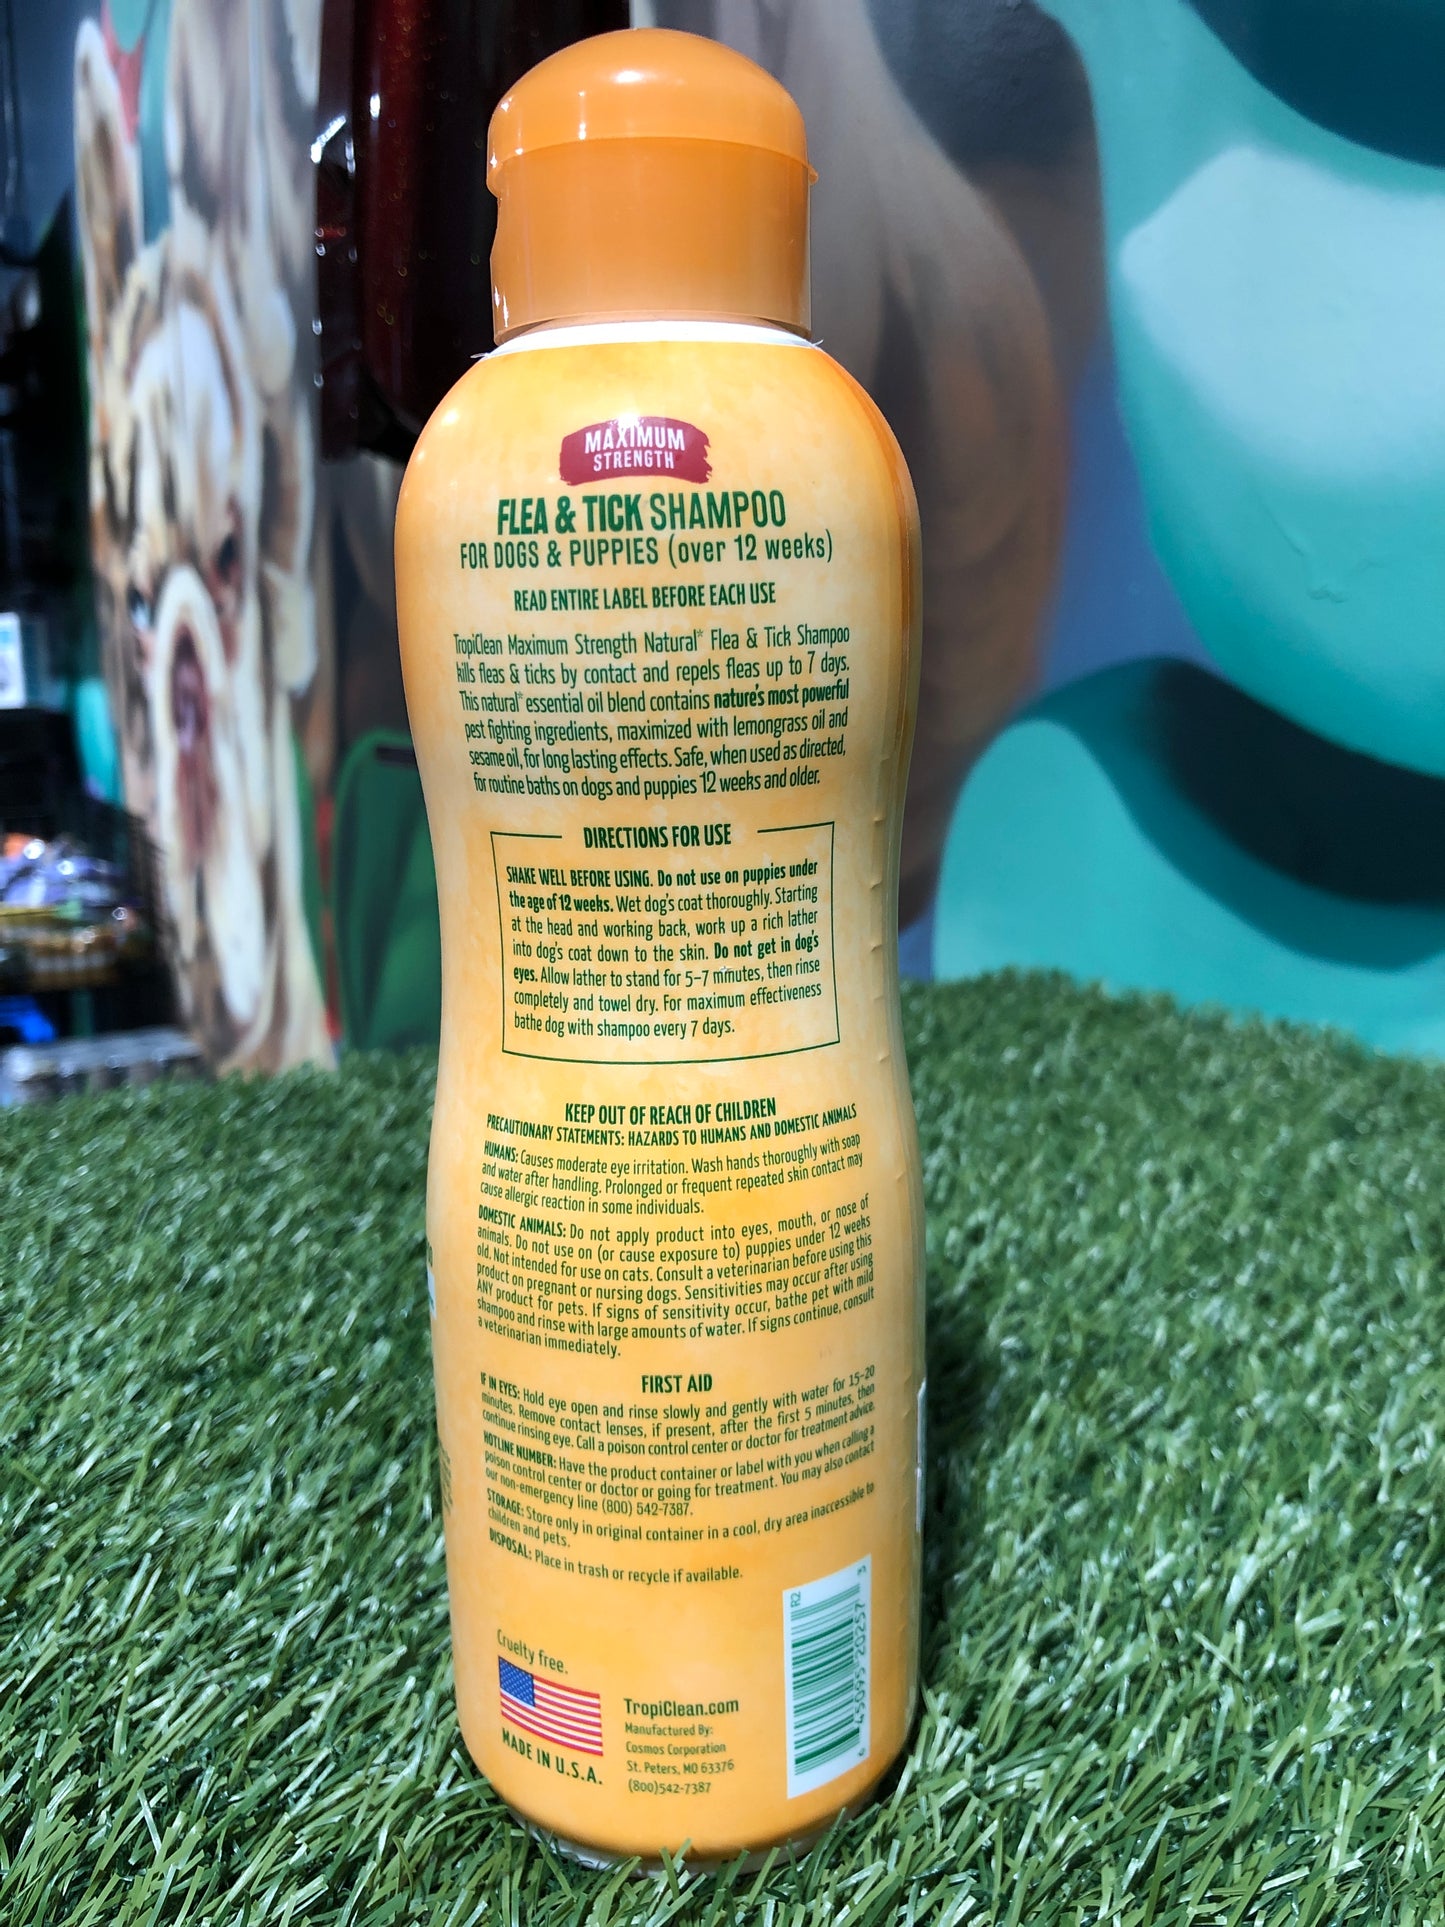 MAXIMUM
STRENGTH
FLEA & TICK SHAMPOO
FOR DOGS & PUPPIES (over 12 weeks)
READ ENTIRE LABEL BEFORE EACH USE
TropiClean Maximum Strength Natural* Flea & Tick Shampoo
kills fleas & ticks by contact and repels fleas up to 7 days.
This natural* essential oil blend contains nature's most powerful
pest fighting ingredients, maximized with lemongrass oil and
sesame oil, for long lasting effects. Safe, when used as directed,
for routine baths on dogs and puppies 12 weeks and older.
DIRECTIONS FOR USE
SHAKE WELL BEFORE USING. Do not use on puppies under
the age of 12 weeks. Wet dog's coat thoroughly. Starting
at the head and working back, work up a rich lather
into dog's coat down to the skin. Do not get in dog's
eyes. Allow lather to stand for 5–7 minutes, then rinse
completely and towel dry. For maximum effectiveness
bathe dog with shampoo every 7 days.
KEEP OUT OF REACH OF CHILDREN
PRECAUTIONARY STATEMENTS: HAZARDS TO HUMANS AND DOMESTIC ANIMALS
HUMANS: Causes moderate eye irritation. Wash hands thoroughly with soap
and water after handling. Prolonged or frequent repeated skin contact may
cause allergic reaction in some individuals.
DOMESTIC ANIMALS: Do not apply product into eyes, mouth, or nose of
animals. Do not use on (or cause exposure to) puppies under 12 weeks
old. Not intended for use on cats. Consult a veterinarian before using this
product on pregnant or nursing dogs. Sensitivities may occur after using
ANY product for pets. If signs of sensitivity occur, bathe pet with mild
shampoo and rinse with large amounts of water. If signs continue, consult
a veterinarian immediately.
FIRST AID
IF IN EYES: Hold eye open and rinse slowly and gently with water for 15–20
minutes. Remove contact lenses, if present, after the first 5 minutes, then
continue rinsing eye. Call a poison control center or doctor for treatment advice.
HOTLINE NUMBER: Have the product container or label with you when calling a
poison control center or doctor or going for treatment. You may also contact
our non-emergency line (800) 542-7387.
STORAGE: Store only in original container in a cool, dry area inaccessible to
children and pets.
DISPOSAL: Place in trash or recycle if available.
Cruelty free.
MADE IN U.S.A.
TropiClean.com
Manufactured By:
Cosmos Corporation
St. Peters, MO 63376
(800)542-7387
R2
6 45095 20257 3